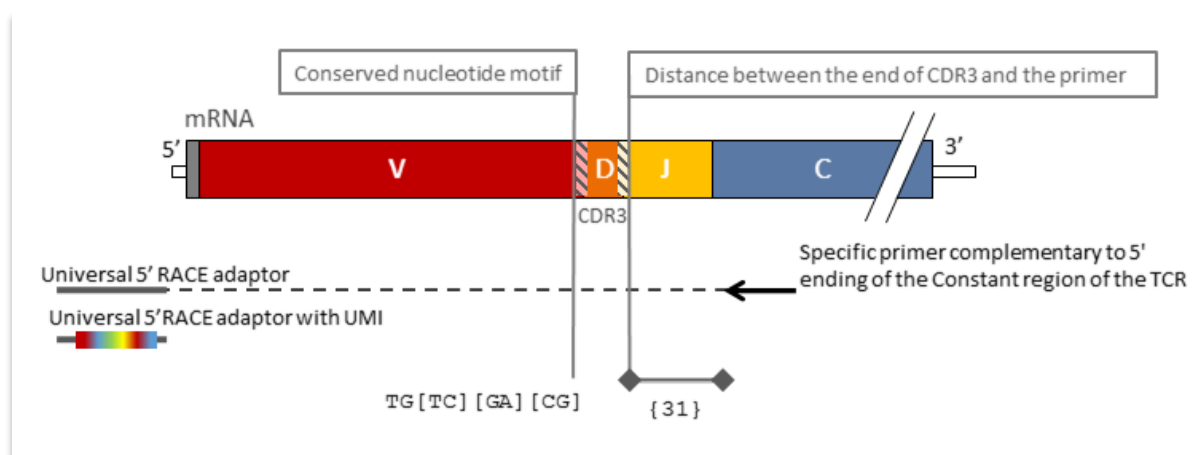 Conserved nucleotide motif
Distance between the end of CDR3 and the primer
mRNA
5’
V
D
J
C
3’
CDR3
Universal 5’ RACE adaptor
Specific primer complementary to 5'
ending of the Constant region of the TCR
Universal 5’RACE adaptor with UMI
TG[TC][GA][CG]
{31}